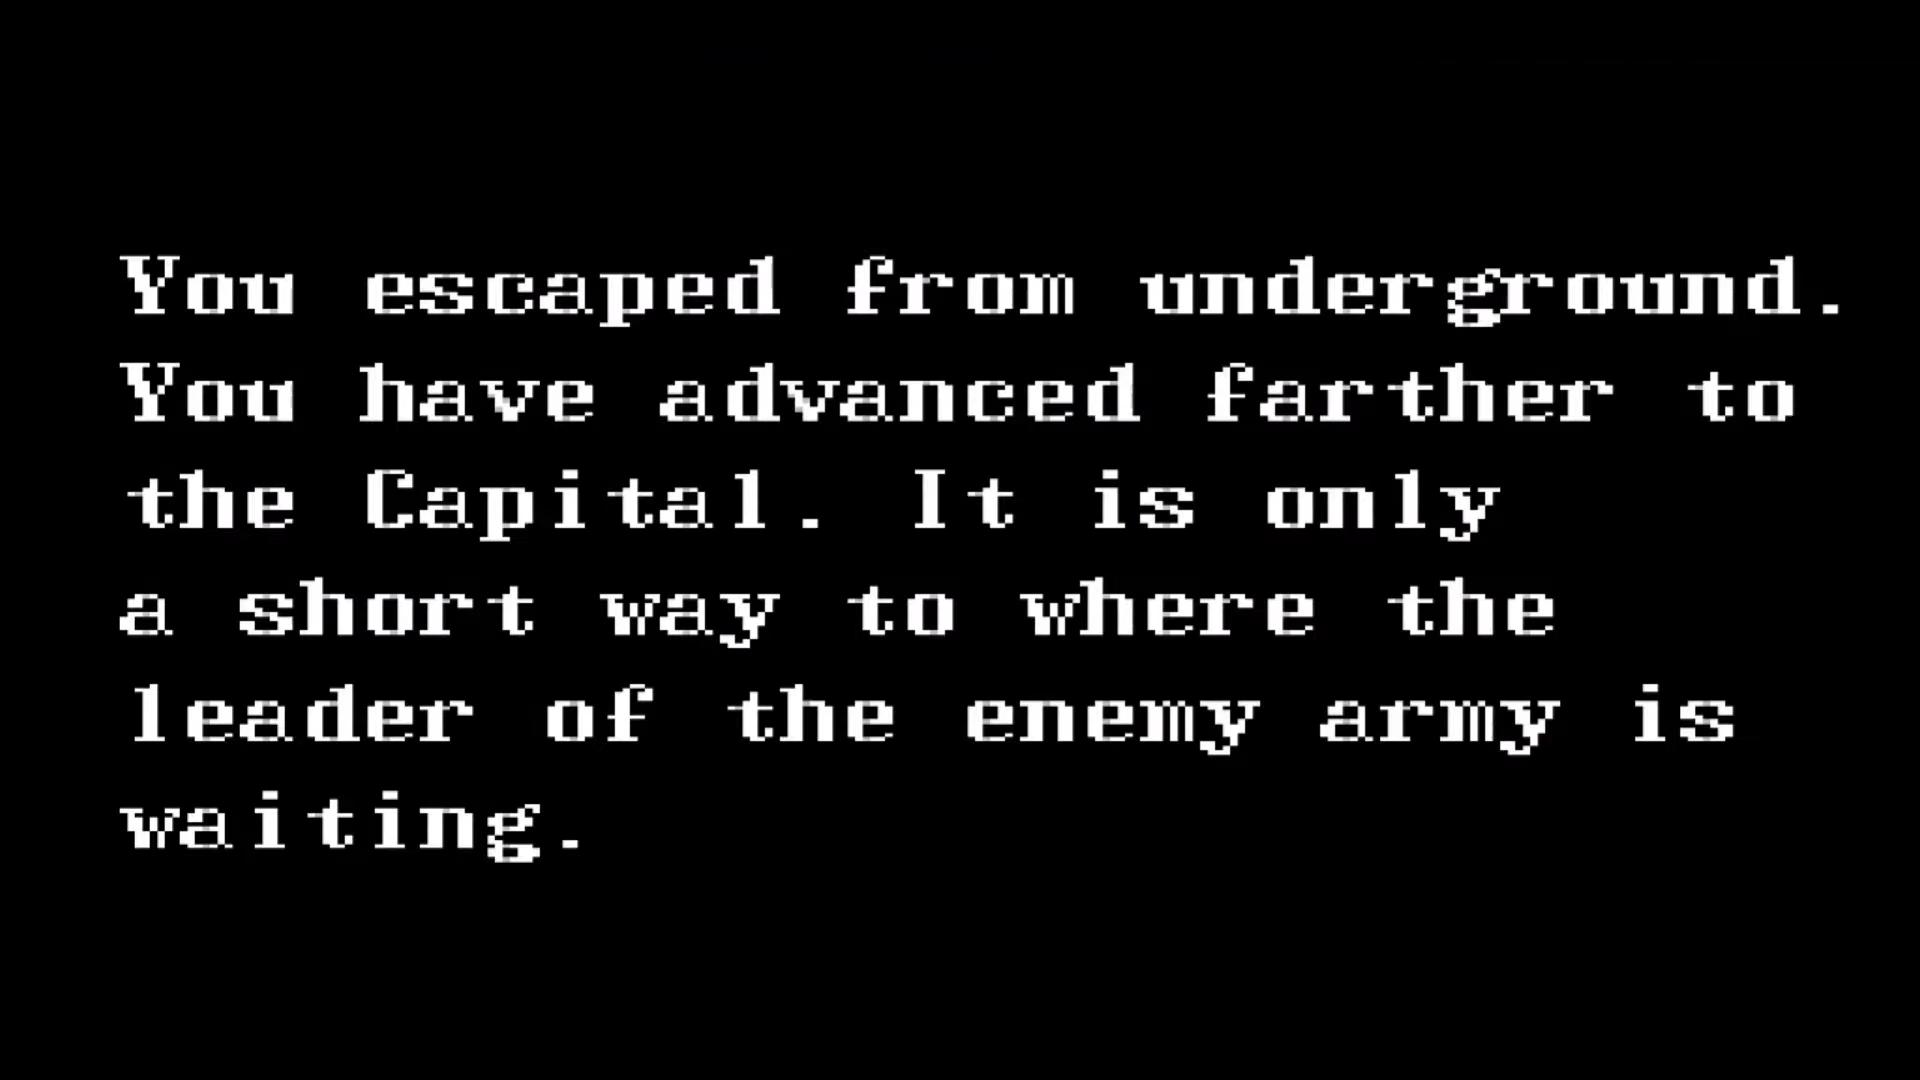 You escaped from underground.
You have advanced farther to
the Capital. It is only
a short way to where the
leader of the enemy army is
waiting.